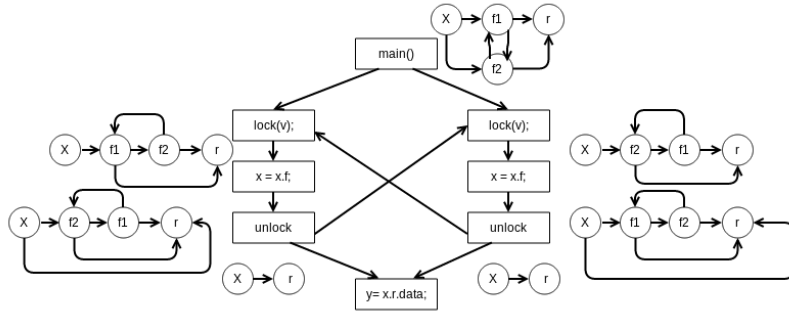 X f1 r
f2
main()
lock(v); lock(v);
X f1 f2 r
X f2 f1 r
x = x.f; x = x.f;
X f2 f1 r
X f1 f2 r
unlock unlock
X r
X r
y= x.r.data;